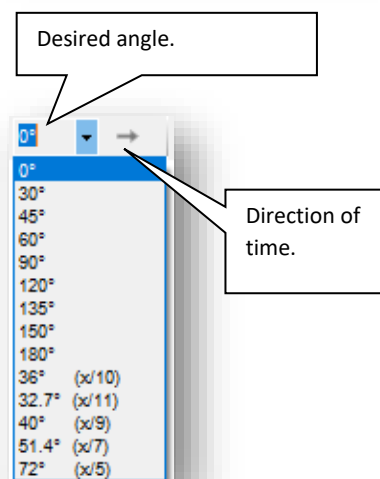 Desired angle.
0°
0°
30°
45°
60°
90°
120°
135°
150°
180°
36° (x/10)
32.7° (x/11)
40° (x/9)
51.4° (x/7)
72° (x/5)
Direction of
time.